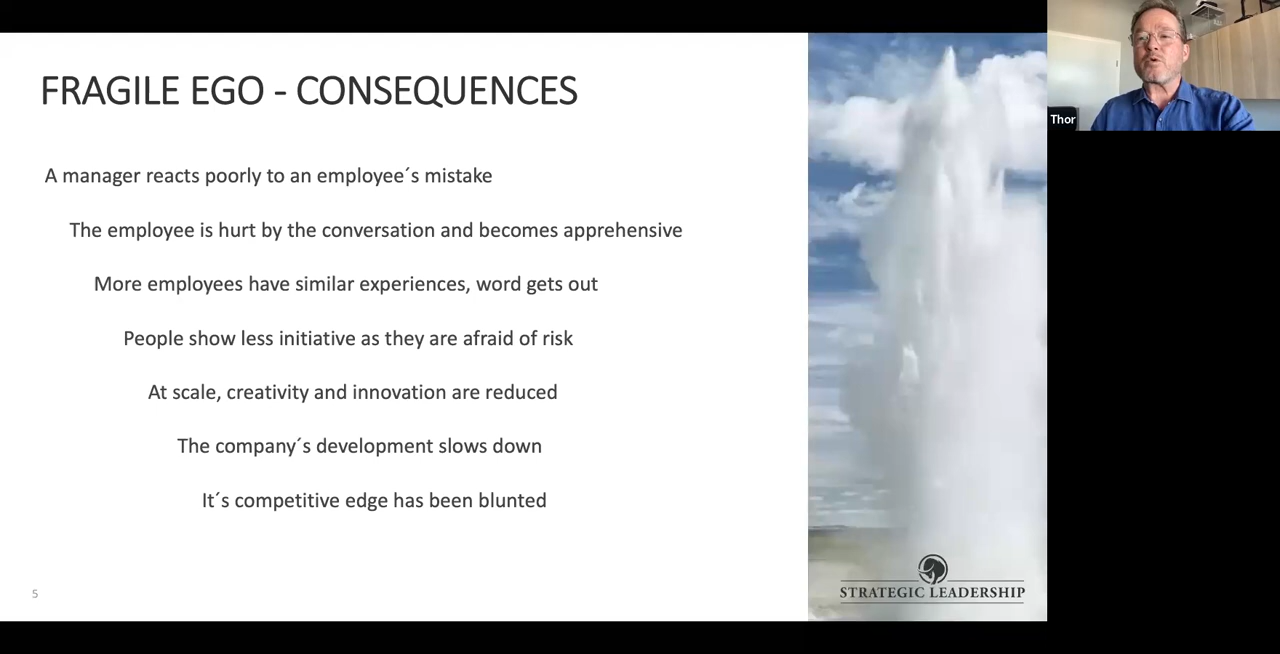 FRAGILE EGO - CONSEQUENCES
Thor
A manager reacts poorly to an employee´s mistake
The employee is hurt by the conversation and becomes apprehensive
More employees have similar experiences, word gets out
People show less initiative as they are afraid of risk
At scale, creativity and innovation are reduced
The company´s development slows down
It´s competitive edge has been blunted
5
STRATEGIC LEADERSHIP